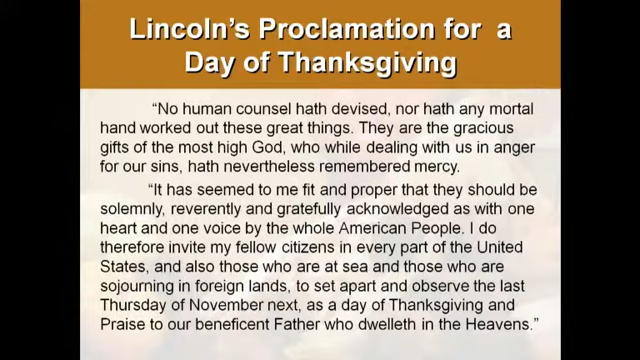 Lincoln's Proclamation for a
Day of Thanksgiving
“No human counsel hath devised, nor hath any mortal
hand worked out these great things. They are the gracious
gifts of the most high God, who while dealing with us in anger
for our sins, hath nevertheless remembered mercy.
“It has seemed to me fit and proper that they should be
solemnly, reverently and gratefully acknowledged as with one
heart and one voice by the whole American People. I do
therefore invite my fellow citizens in every part of the United
States, and also those who are at sea and those who are
sojourning in foreign lands, to set apart and observe the last
Thursday of November next, as a day of Thanksgiving and
Praise to our beneficent Father who dwelleth in the Heavens.”